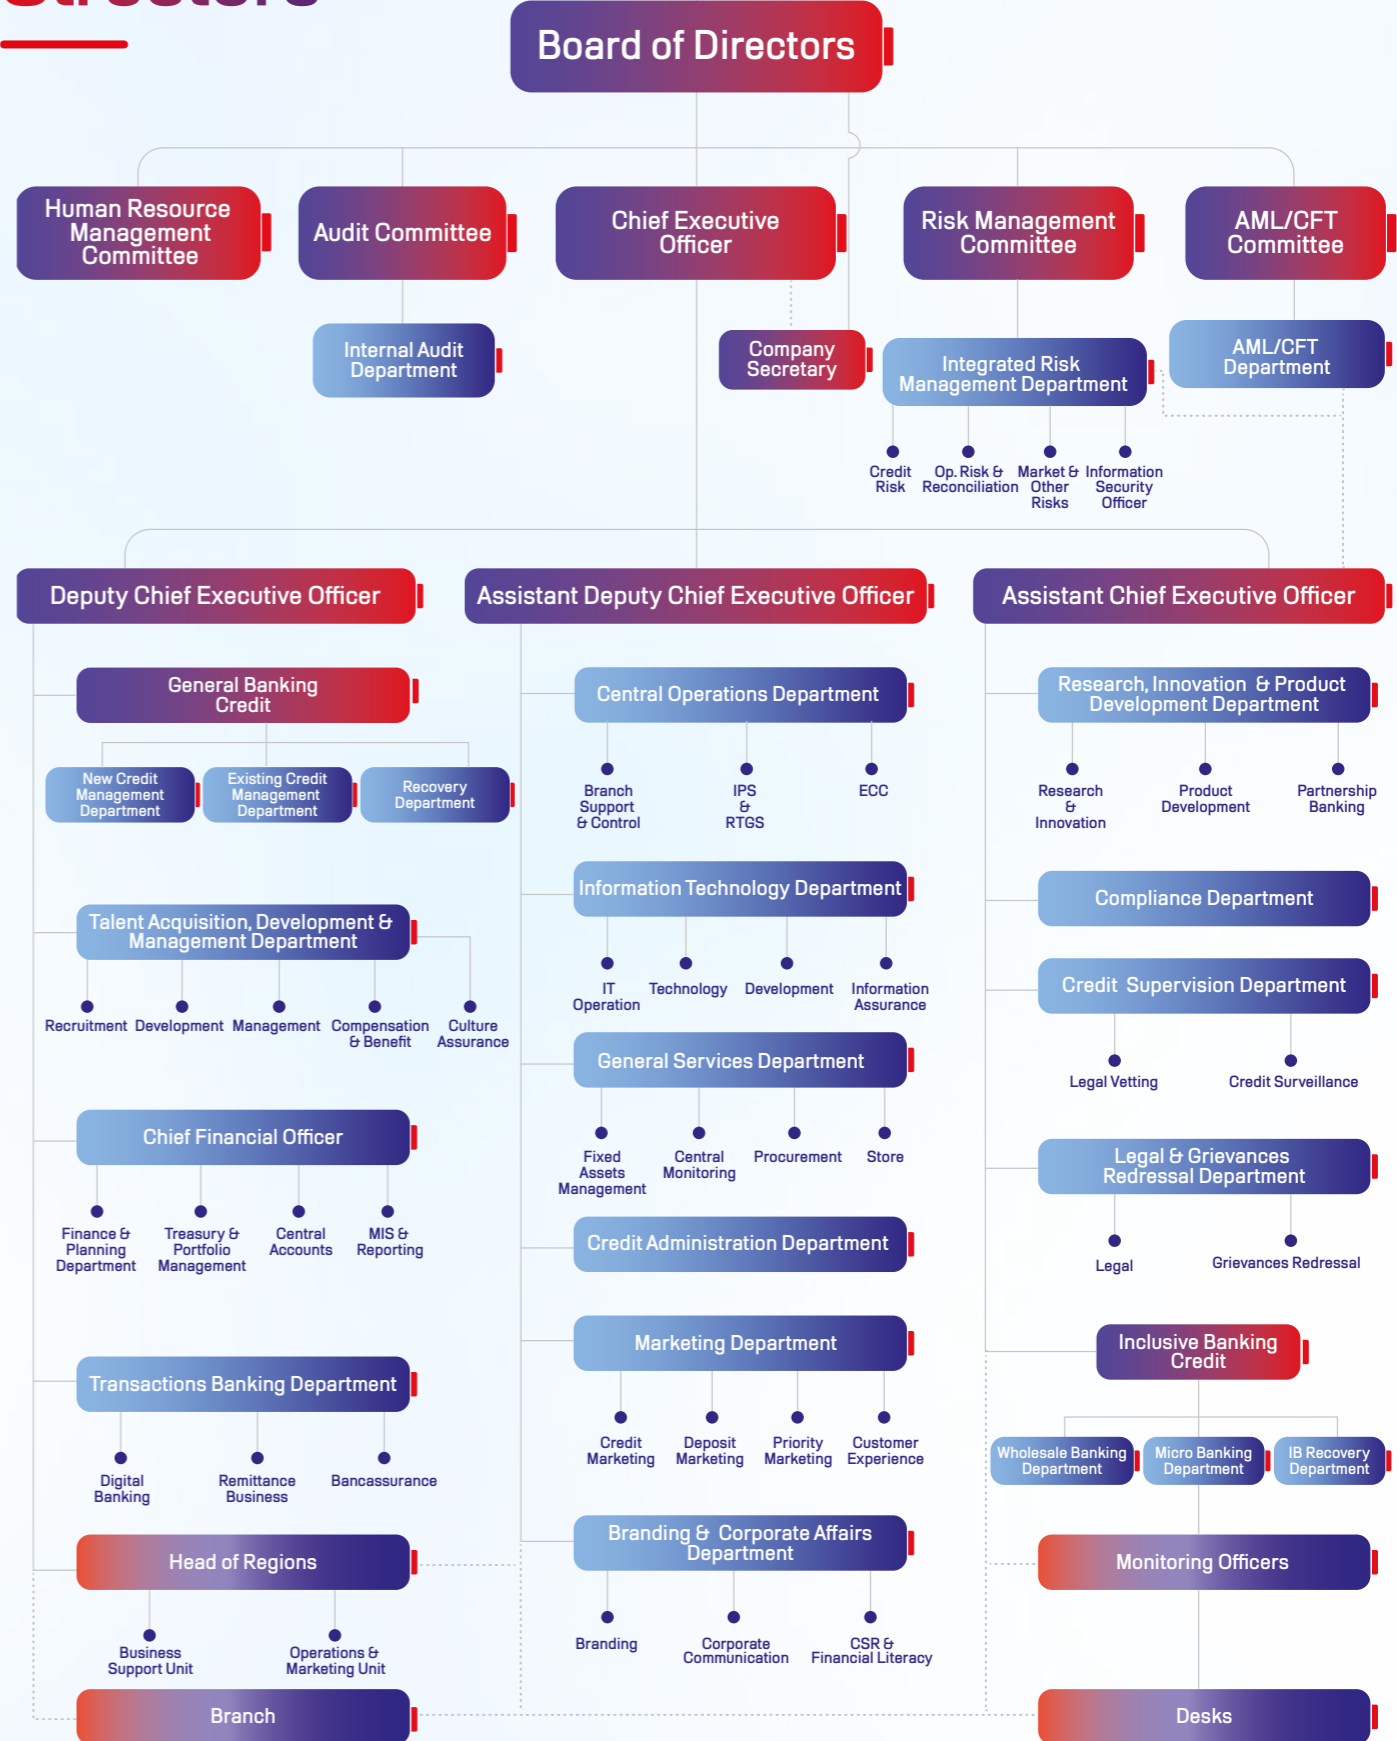 Board of Directors
Human Resource
Management
Committee
Audit Committee
Chief Executive
Officer
Risk Management
Committee
AML/CFT
Committee
Internal Audit
Department
Company
Secretary
Integrated Risk
Management Department
AML/CFT
Department
Credit
Risk
Op. Risk &
Reconciliation
Market &
Other
Risks
Information
Security
Officer
Deputy Chief Executive Officer
Assistant Deputy Chief Executive Officer
Assistant Chief Executive Officer
General Banking
Credit
New Credit
Management
Department
Existing Credit
Management
Department
Recovery
Department
Talent Acquisition, Development &
Management Department
Recruitment
Development
Management
Compensation
& Benefit
Culture
Assurance
Chief Financial Officer
Finance &
Planning
Department
Treasury &
Portfolio
Management
Central
Accounts
MIS &
Reporting
Transactions Banking Department
Digital
Banking
Remittance
Business
Bancassurance
Head of Regions
Business
Support Unit
Operations &
Marketing Unit
Branch
Central Operations Department
Branch
Support
& Control
IPS
&
RTGS
ECC
Information Technology Department
IT
Operation
Technology
Development
Information
Assurance
General Services Department
Fixed
Assets
Management
Central
Monitoring
Procurement
Store
Credit Administration Department
Marketing Department
Credit
Marketing
Deposit
Marketing
Priority
Marketing
Customer
Experience
Branding & Corporate Affairs
Department
Branding
Corporate
Communication
CSR &
Financial Literacy
Research, Innovation & Product
Development Department
Research
&
Innovation
Product
Development
Partnership
Banking
Compliance Department
Credit Supervision Department
Legal Vetting
Credit Surveillance
Legal & Grievances
Redressal Department
Legal
Grievances Redressal
Inclusive Banking
Credit
Wholesale Banking
Department
Micro Banking
Department
IB Recovery
Department
Monitoring Officers
Desks